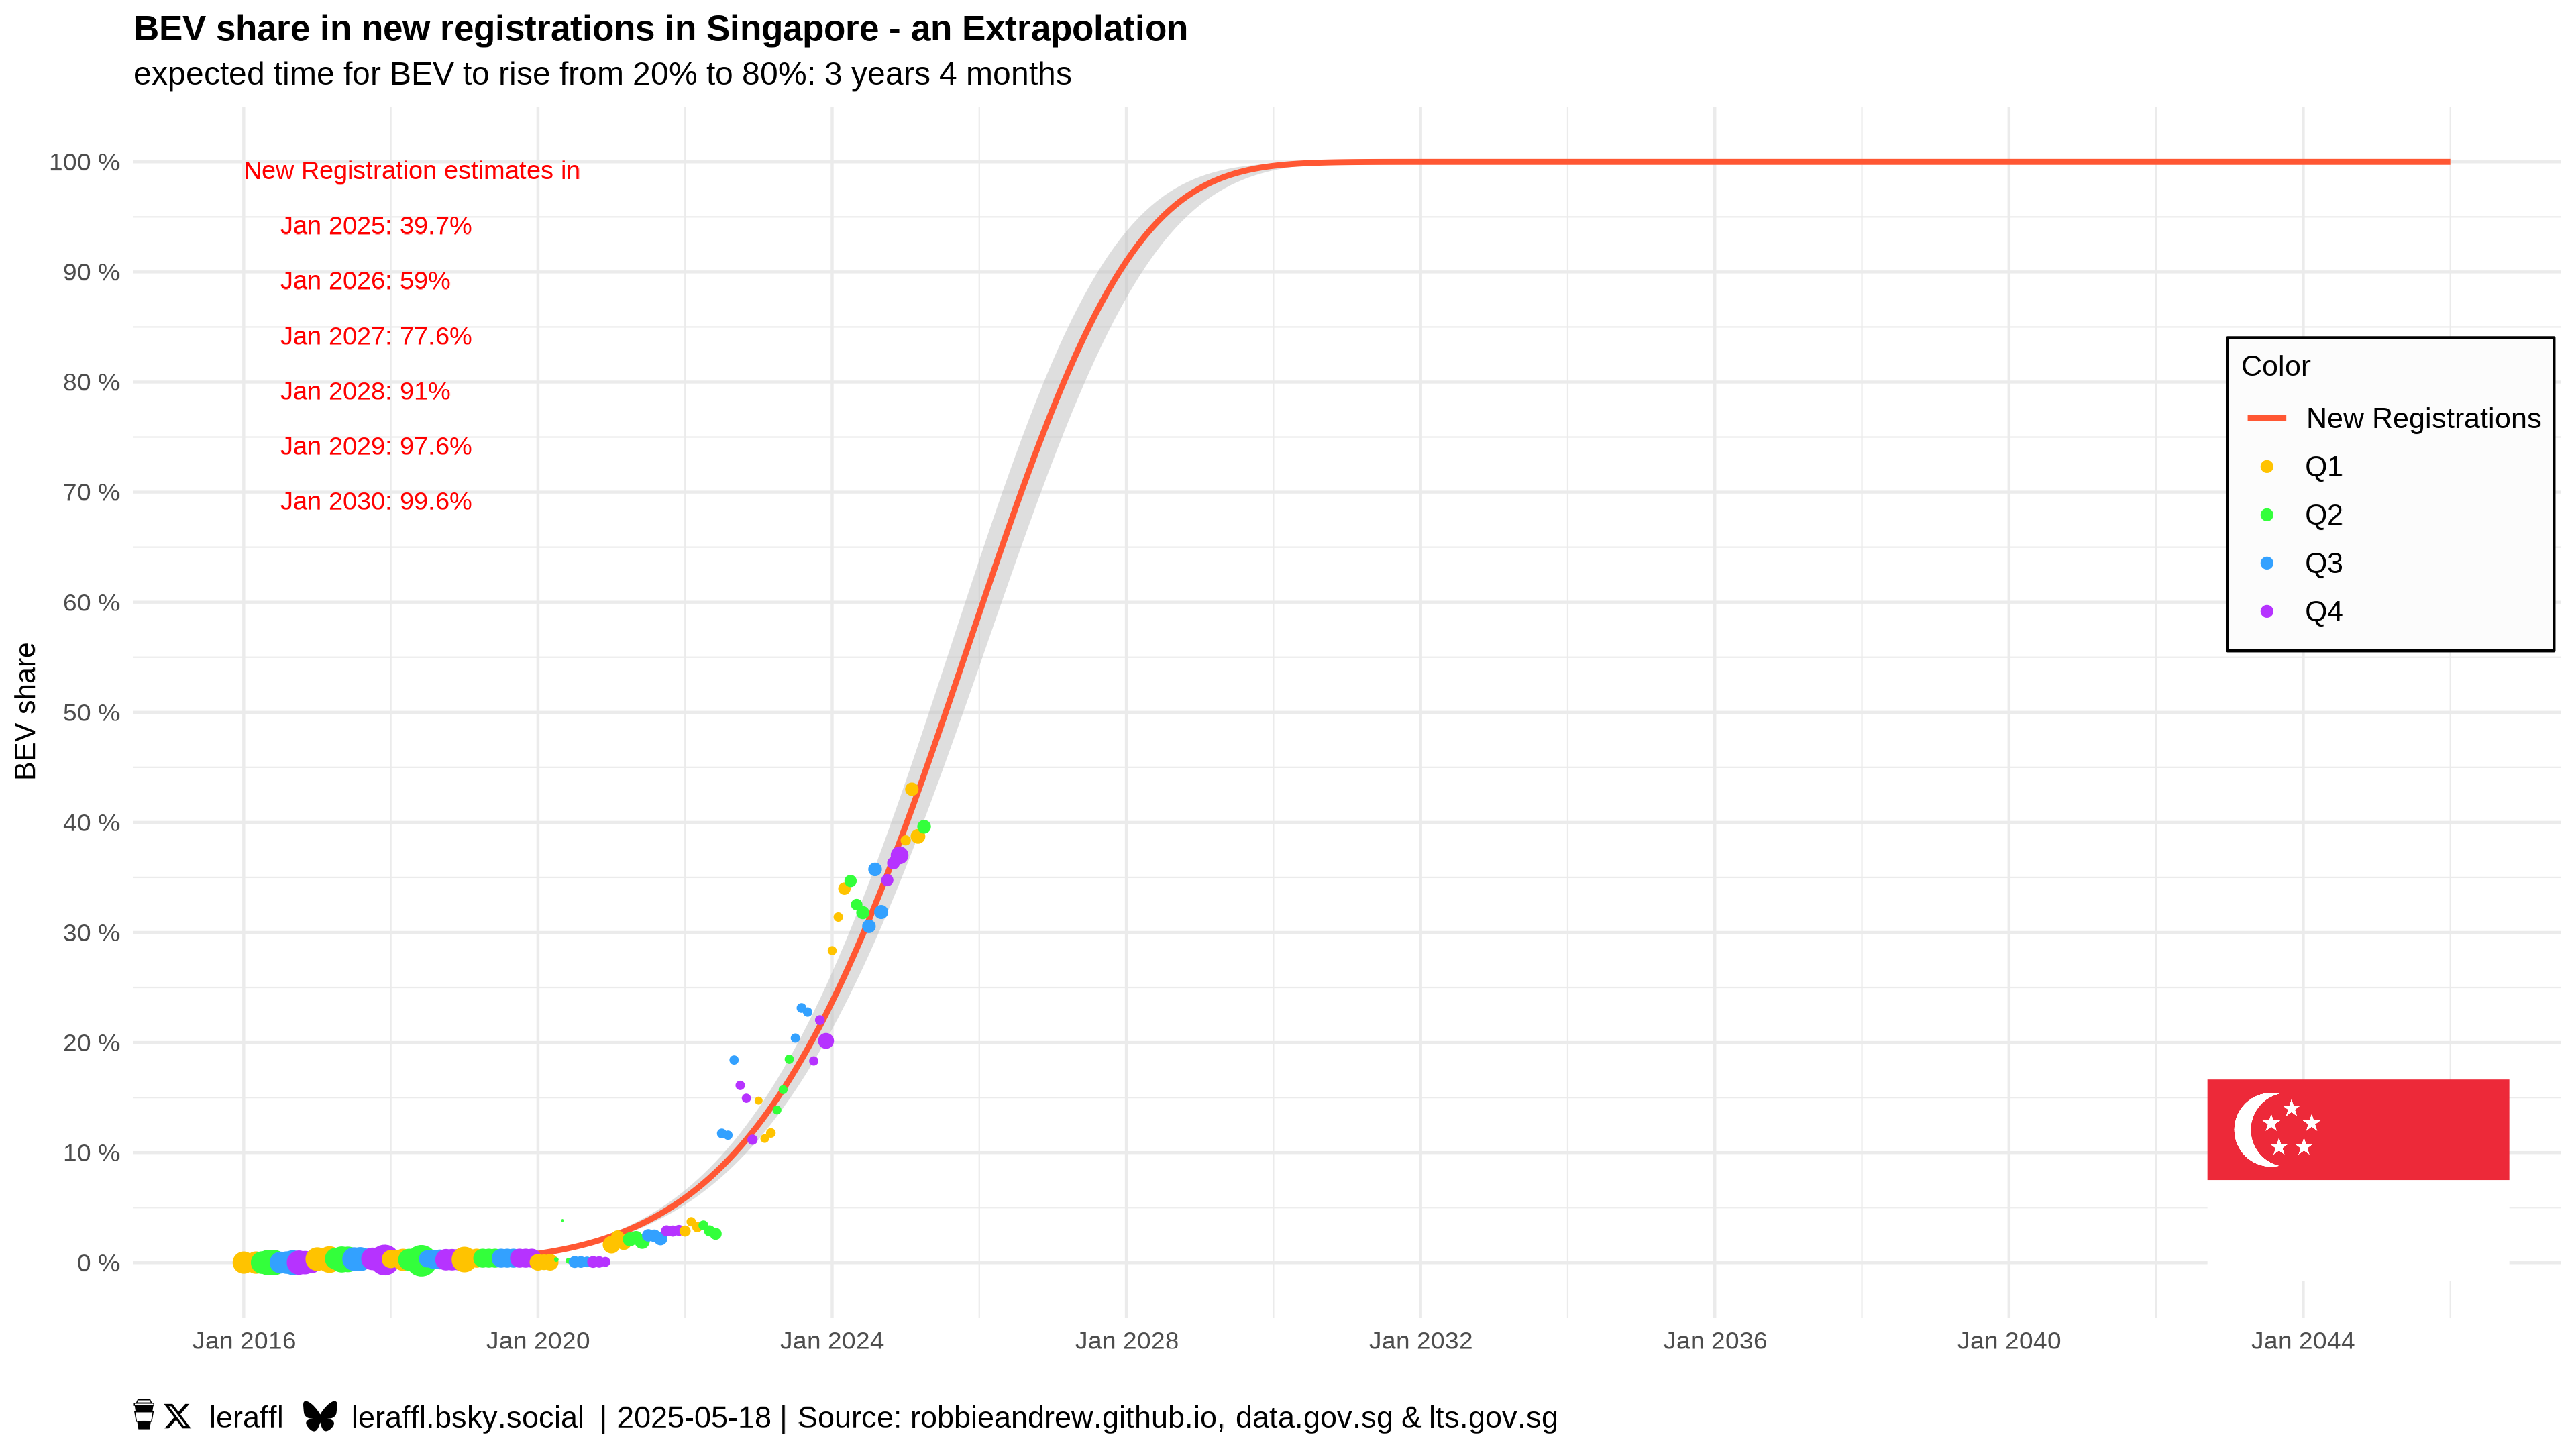 BEV share in new registrations in Singapore - an Extrapolation
expected time for BEV to rise from 20% to 80%: 3 years 4 months
BEV share
100 %
90 %
80 %
70 %
60 %
50 %
40 %
30 %
20 %
10 %
0 %
New Registration estimates in
Jan 2025: 39.7%
Jan 2026: 59%
Jan 2027: 77.6%
Jan 2028: 91%
Jan 2029: 97.6%
Jan 2030: 99.6%
Color
New Registrations
Q1
Q2
Q3
Q4
Jan 2016
Jan 2020
Jan 2024
Jan 2028
Jan 2032
Jan 2036
Jan 2040
Jan 2044
leraffl leraffl.bsky.social | 2025-05-18 | Source: robbieandrew.github.io, data.gov.sg & lts.gov.sg